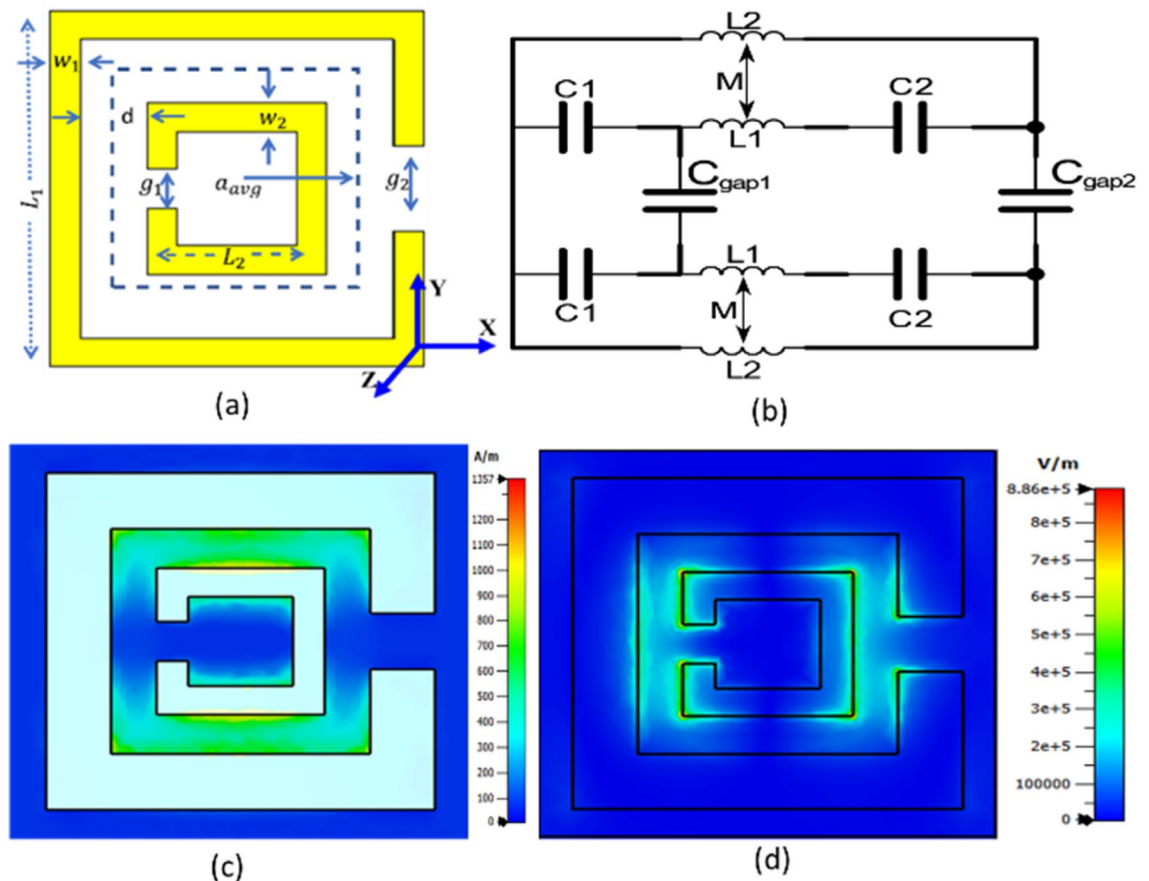 w₁
d
w₂
g₁
a_avg
g₂
L₁
L₂
Y
X
Z
(a)
L2
M
C1
C2
L1
Cgap1
Cgap2
L1
C1
C2
M
L2
(b)
A/m
1357
1200
1100
1000
900
800
700
600
500
400
300
200
100
0
(c)
V/m
8.86e+5
8e+5
7e+5
6e+5
5e+5
4e+5
3e+5
2e+5
100000
0
(d)